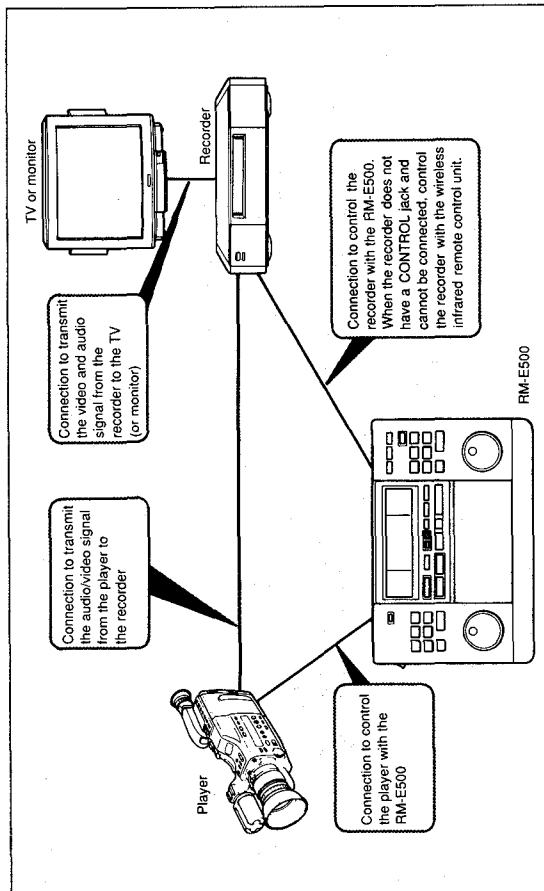 TV or monitor
Recorder
Connection to transmit
the video and audio
signal from the
recorder to the TV
(or monitor)
Connection to transmit
the audio/video signal
from the player to
the recorder
Connection to control the
recorder with the RM-E500.
When the recorder does not
have a CONTROL jack and
cannot be connected, control
the recorder with the wireless
infrared remote control unit.
Player
Connection to control
the player with the
RM-E500
RM-E500